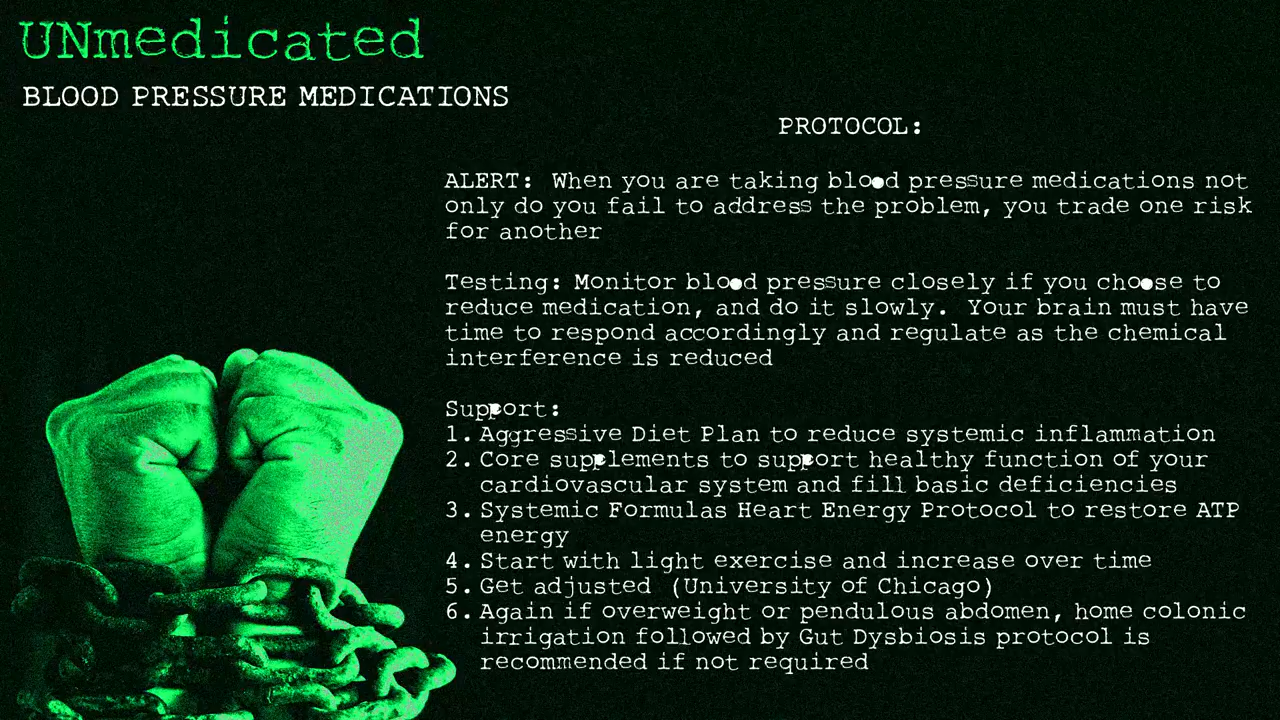 UNmedicated
BLOOD PRESSURE MEDICATIONS
PROTOCOL:
ALERT: When you are taking blood pressure medications not
only do you fail to address the problem, you trade one risk
for another
Testing: Monitor blood pressure closely if you choose to
reduce medication, and do it slowly. Your brain must have
time to respond accordingly and regulate as the chemical
interference is reduced
Support:
1. Aggressive Diet Plan to reduce systemic inflammation
2. Core supplements to support healthy function of your
cardiovascular system and fill basic deficiencies
3. Systemic Formulas Heart Energy Protocol to restore ATP
energy
4. Start with light exercise and increase over time
5. Get adjusted (University of Chicago)
6. Again if overweight or pendulous abdomen, home colonic
irrigation followed by Gut Dysbiosis protocol is
recommended if not required